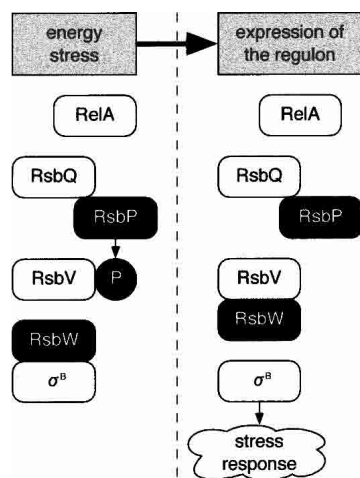 energy
stress
expression of
the regulon
RelA
RelA
RsbQ
RsbQ
RsbP
RsbP
RsbV
P
RsbV
RsbW
RsbW
σᴮ
σᴮ
stress
response